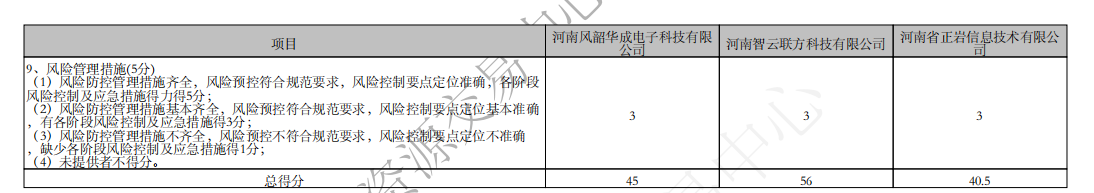 项目
河南风韶华成电子科技有限
公司
河南智云联方科技有限公司
河南省正岩信息技术有限公
司
9、风险管理措施(5分)
（1）风险防控管理措施齐全，风险预控符合规范要求，风险控制要点定位准确，各阶段
风险控制及应急措施得力得5分；
（2）风险防控管理措施基本齐全，风险预控符合规范要求，风险控制要点定位基本准确
，有各阶段风险控制及应急措施得3分；
（3）风险防控管理措施不齐全，风险预控不符合规范要求，风险控制要点定位不准确
，缺少各阶段风险控制及应急措施得1分；
（4）未提供者不得分。
3
3
3
总得分
45
56
40.5
资源交易
中心